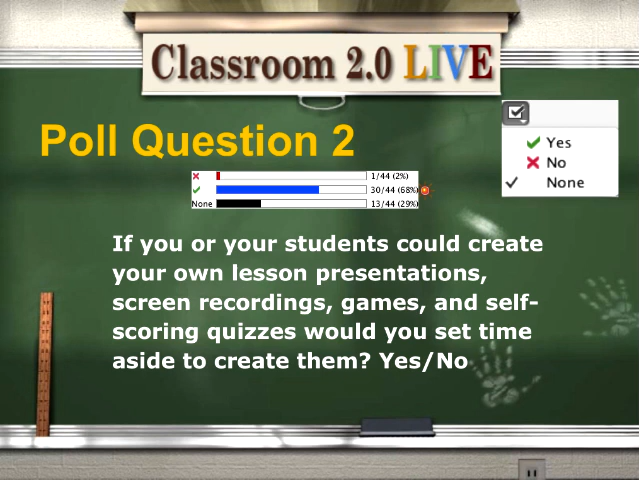 Classroom 2.0 LIVE
Poll Question 2
Yes
No
None
1/44 (2%)
30/44 (68%)
None 13/44 (29%)
If you or your students could create
your own lesson presentations,
screen recordings, games, and self-
scoring quizzes would you set time
aside to create them? Yes/No